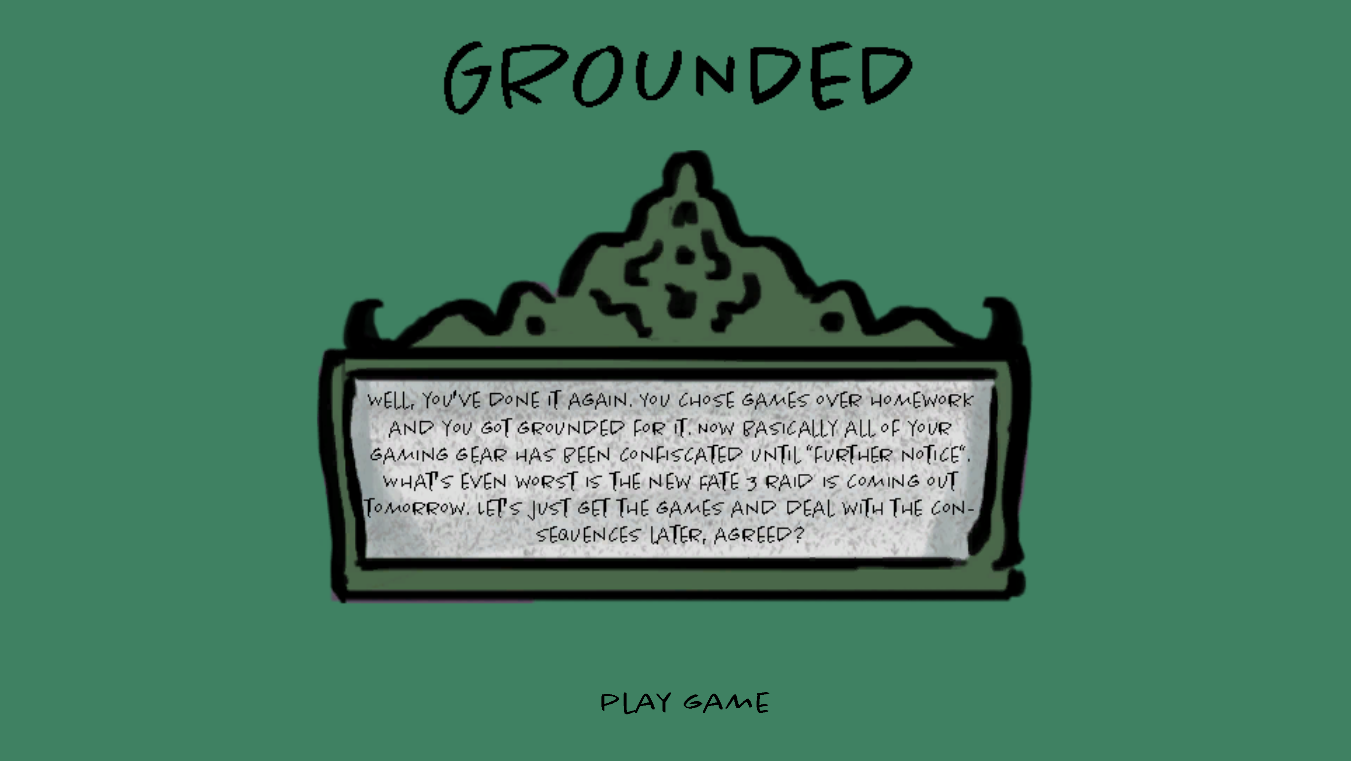 GROUNDED
WELL, YOU'VE DONE IT AGAIN. YOU CHOSE GAMES OVER HOMEWORK
AND YOU GOT GROUNDED FOR IT. NOW BASICALLY ALL OF YOUR
GAMING GEAR HAS BEEN CONFISCATED UNTIL "FURTHER NOTICE".
WHAT'S EVEN WORST IS THE NEW FATE 3 RAID IS COMING OUT
TOMORROW. LET'S JUST GET THE GAMES AND DEAL WITH THE CON-
SEQUENCES LATER, AGREED?
PLAY GAME